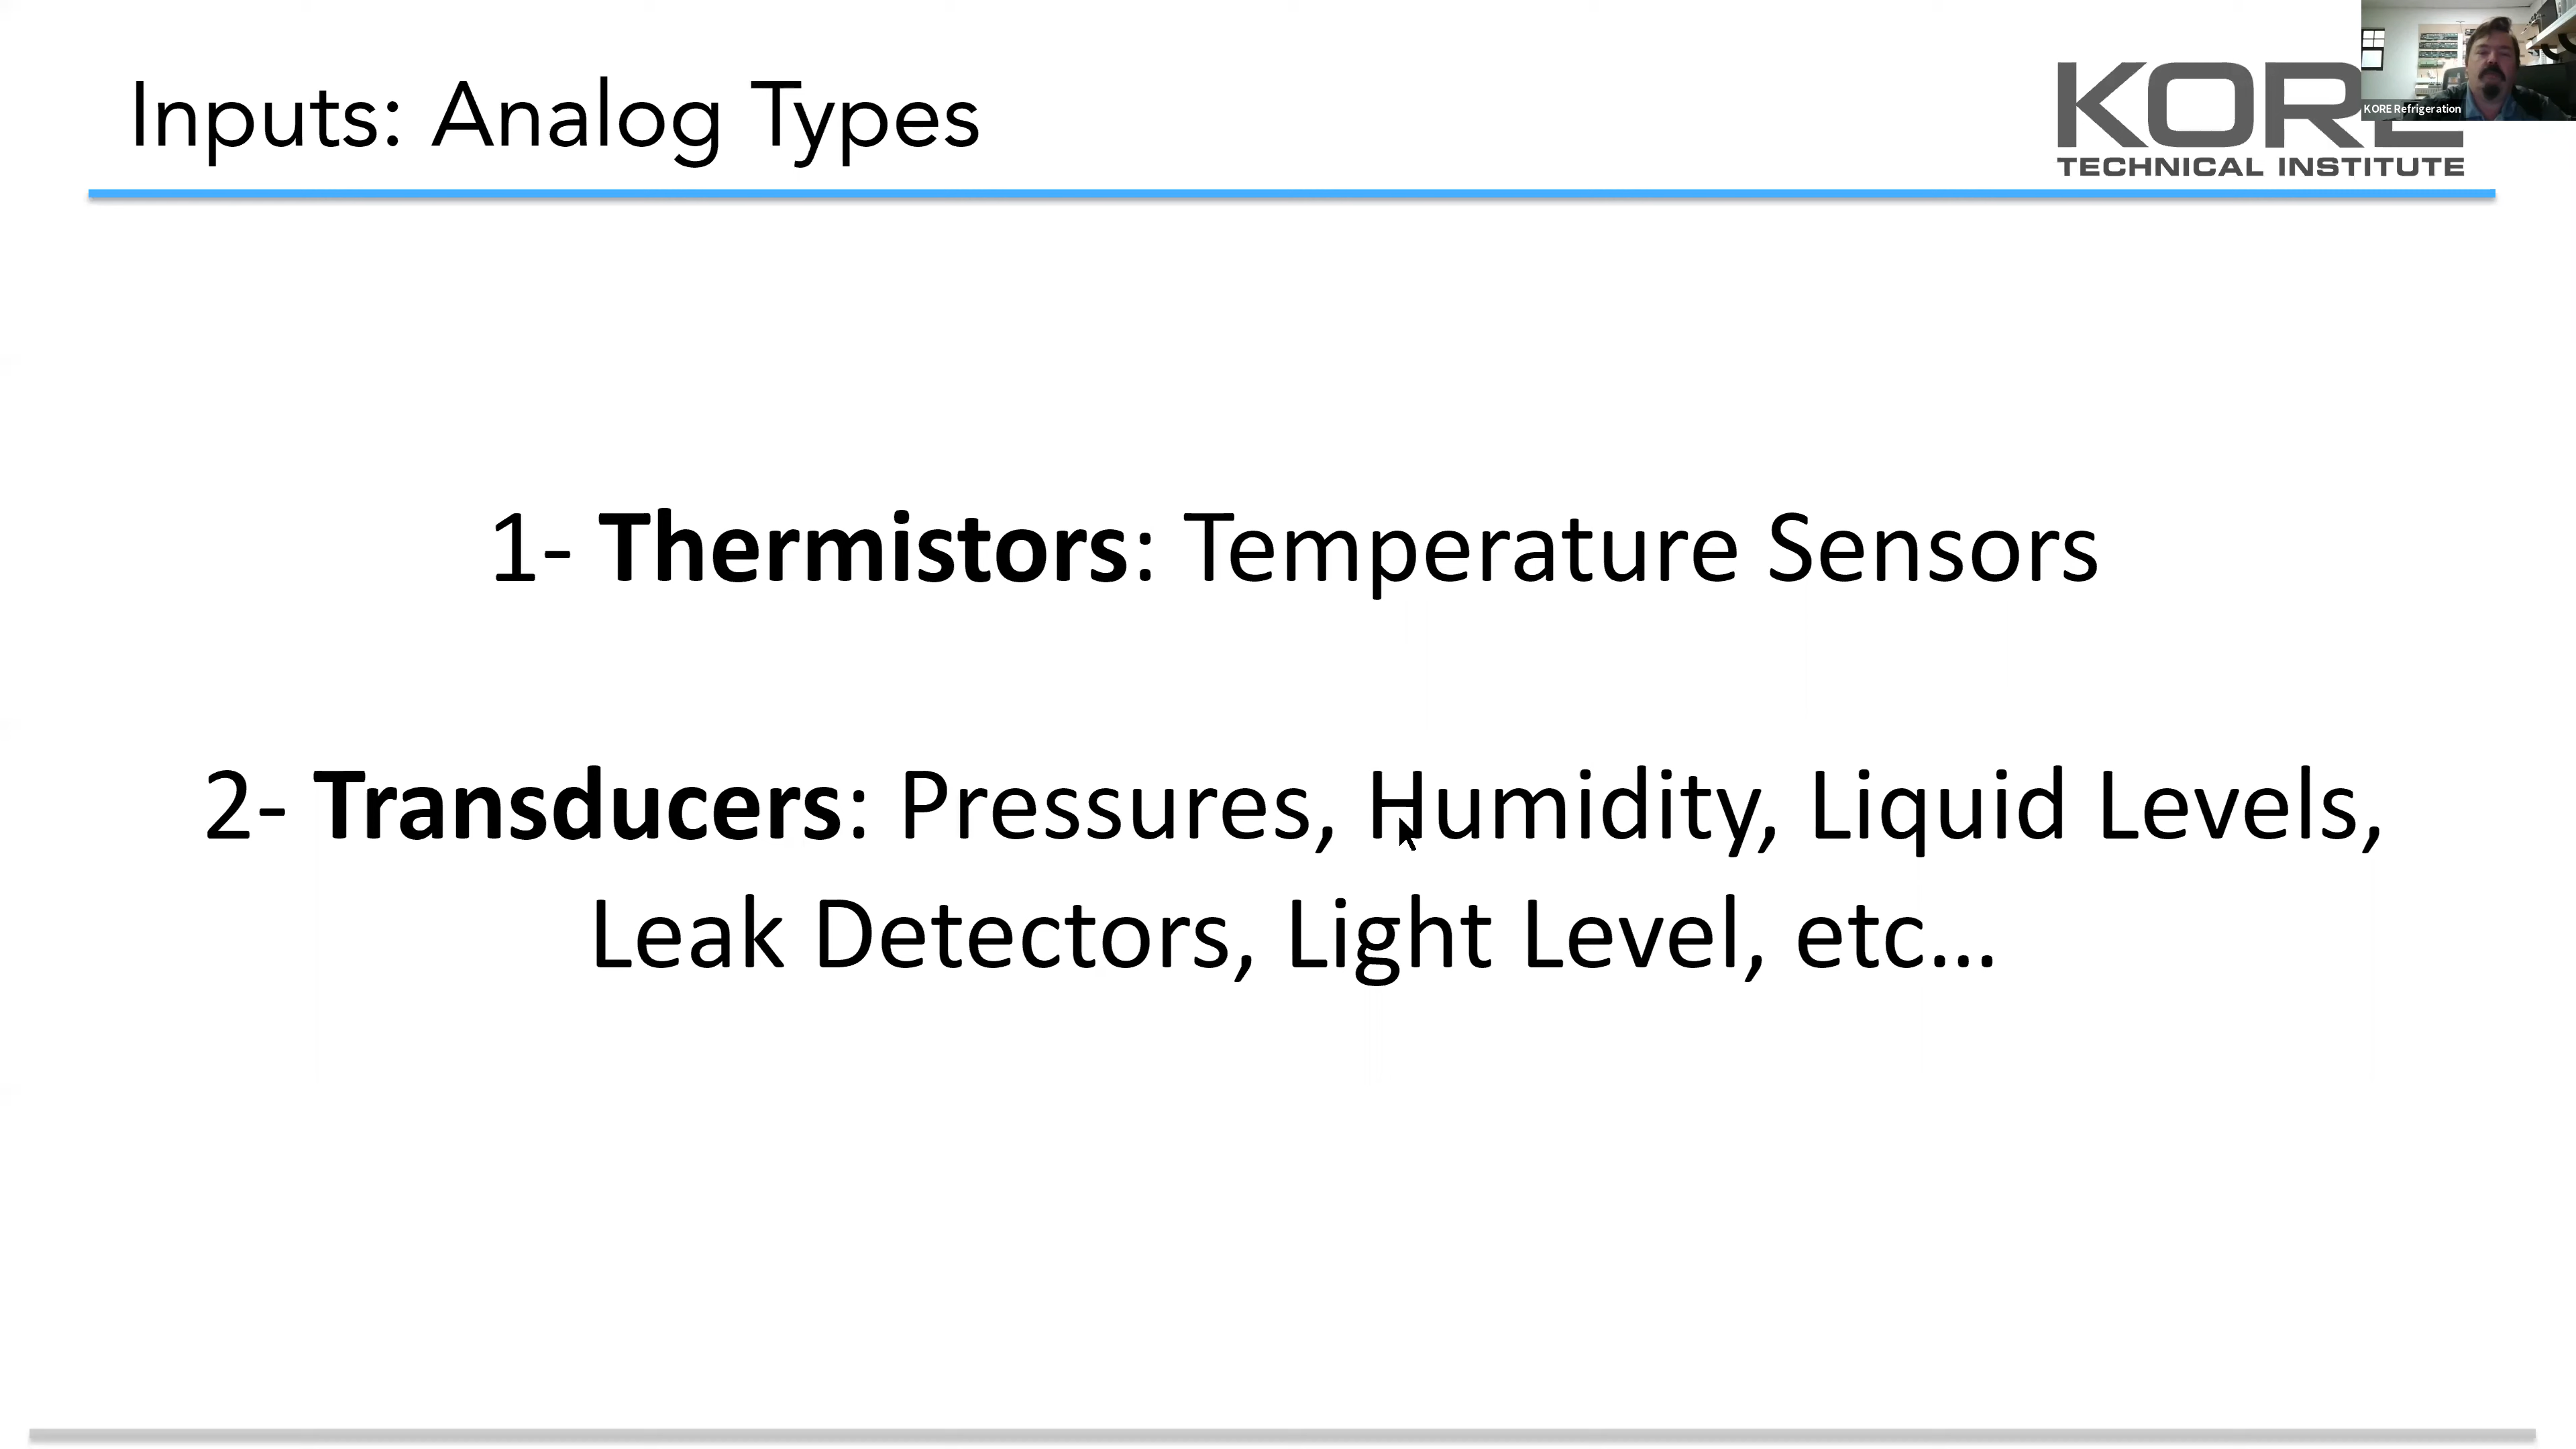 Inputs: Analog Types
KORE
TECHNICAL INSTITUTE
KORE Refrigeration
1- Thermistors: Temperature Sensors
2- Transducers: Pressures, Humidity, Liquid Levels,
Leak Detectors, Light Level, etc...